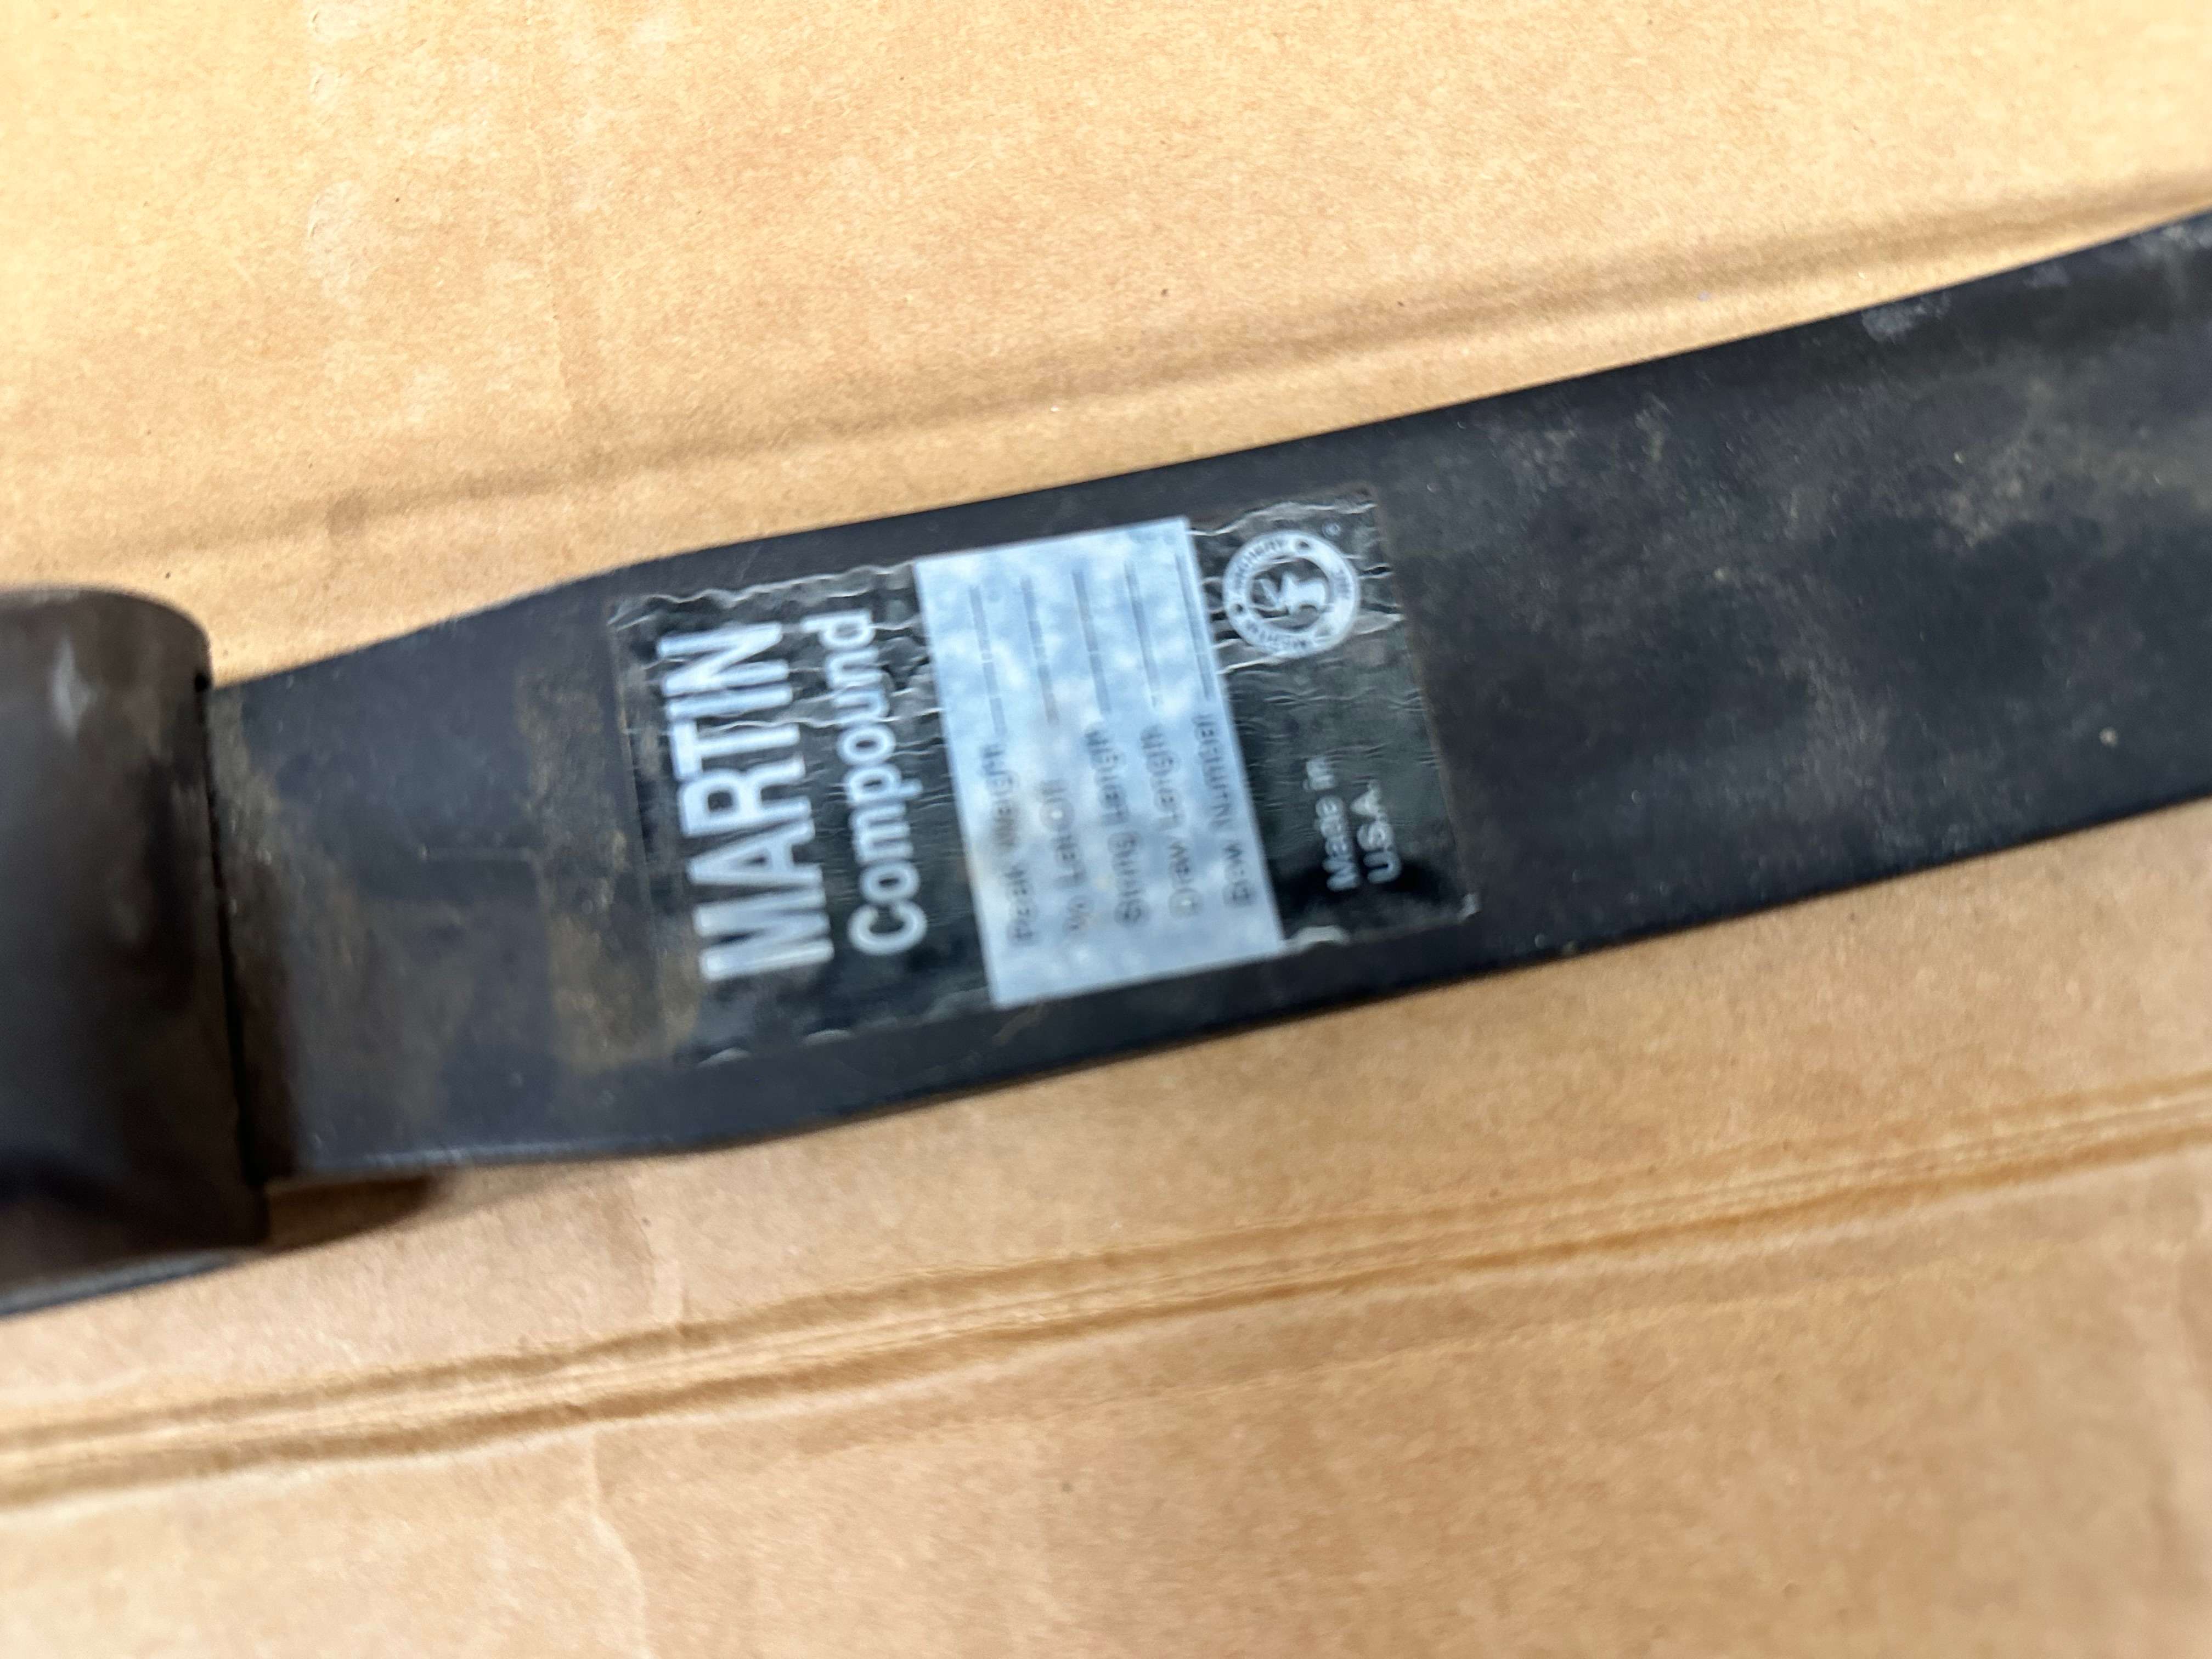 MARTIN
Compound
Peak Weight
% Letoff
String Length
Draw Length
Bow Number
Made in
U.S.A.